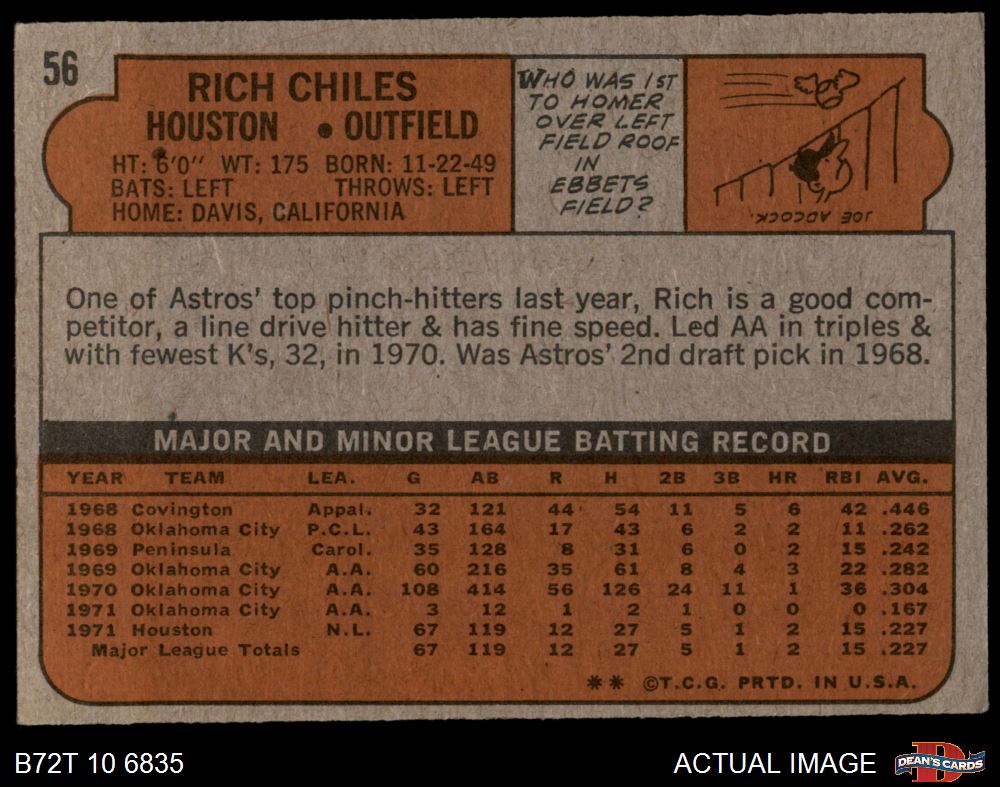 56
RICH CHILES
HOUSTON • OUTFIELD
HT: 6'0" WT: 175 BORN: 11-22-49
BATS: LEFT THROWS: LEFT
HOME: DAVIS, CALIFORNIA
WHO WAS 1ST
TO HOMER
OVER LEFT
FIELD ROOF
IN
EBBETS
FIELD?
JOE ADCOCK.
One of Astros' top pinch-hitters last year, Rich is a good com-
petitor, a line drive hitter & has fine speed. Led AA in triples &
with fewest K's, 32, in 1970. Was Astros' 2nd draft pick in 1968.
MAJOR AND MINOR LEAGUE BATTING RECORD
YEAR TEAM LEA. G AB R H 2B 3B HR RBI AVG.
1968 Covington Appal. 32 121 44 54 11 5 6 42 .446
1968 Oklahoma City P.C.L. 43 164 17 43 6 2 2 11 .262
1969 Peninsula Carol. 35 128 8 31 6 0 2 15 .242
1969 Oklahoma City A.A. 60 216 35 61 8 4 3 22 .282
1970 Oklahoma City A.A. 108 414 56 126 24 11 1 36 .304
1971 Oklahoma City A.A. 3 12 1 2 1 0 0 0 .167
1971 Houston N.L. 67 119 12 27 5 1 2 15 .227
Major League Totals 67 119 12 27 5 1 2 15 .227
** ©T.C.G. PRTD. IN U.S.A.
B72T 10 6835
ACTUAL IMAGE
DEAN'S CARDS